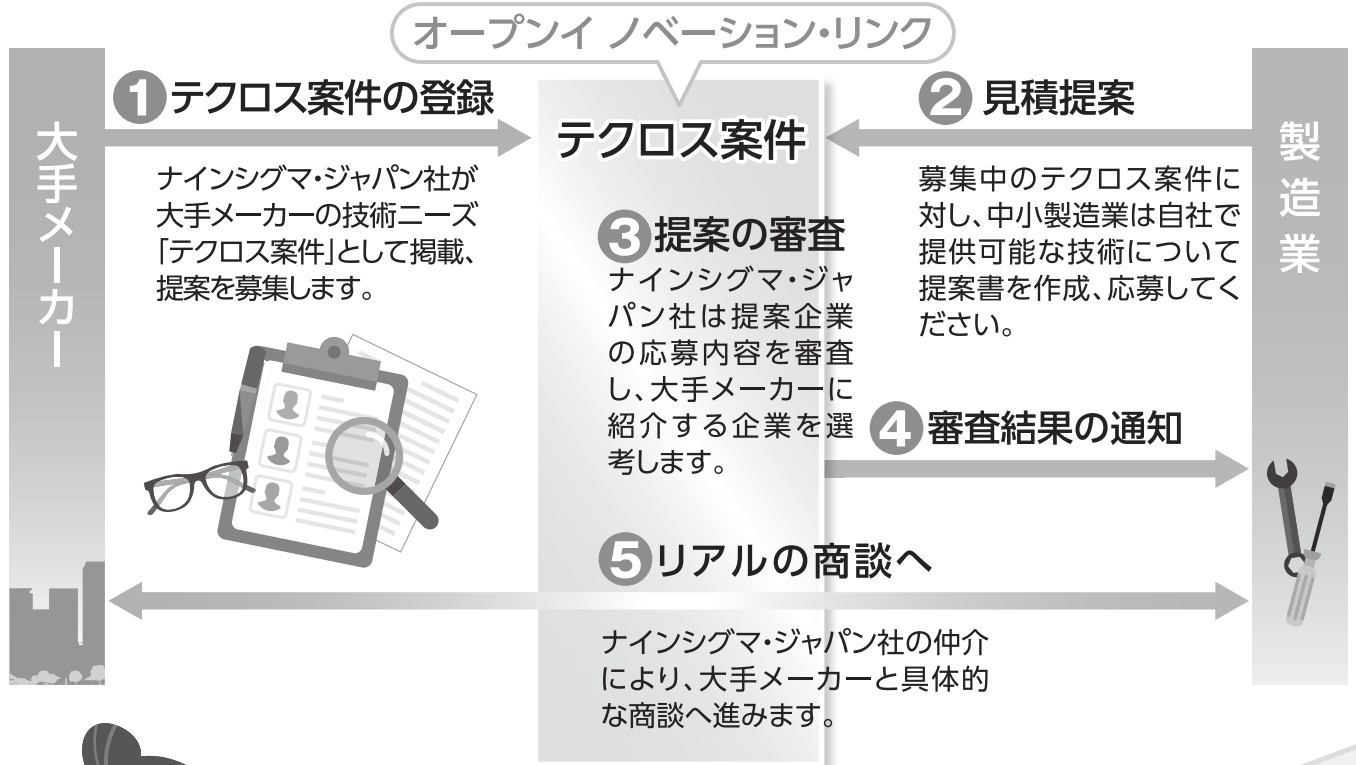 オープンイ ノベーション・リンク
大手メーカー
❶テクロス案件の登録
ナインシグマ・ジャパン社が
大手メーカーの技術ニーズ
「テクロス案件」として掲載、
提案を募集します。
テクロス案件
❷ 見積提案
募集中のテクロス案件に
対し、中小製造業は自社で
提供可能な技術について
提案書を作成、応募してく
ださい。
製造業
❸提案の審査
ナインシグマ・ジャ
パン社は提案企業
の応募内容を審査
し、大手メーカーに
紹介する企業を選
考します。
❹審査結果の通知
❺リアルの商談へ
ナインシグマ・ジャパン社の仲介
により、大手メーカーと具体的
な商談へ進みます。